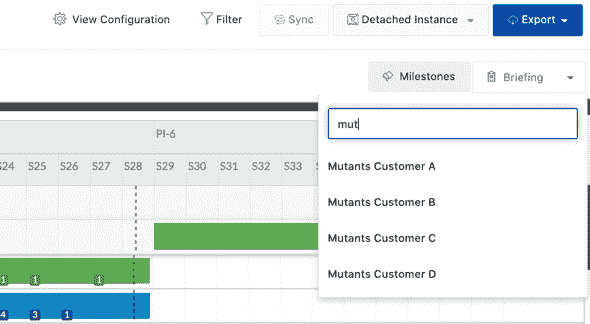 View Configuration Filter Sync Detached Instance Export
Milestones Briefing
mut
PI-6
S24 S25 S26 S27 S28 S29 S30 S31 S32 S33
Mutants Customer A
Mutants Customer B
Mutants Customer C
Mutants Customer D
1 1 1
4 3 1